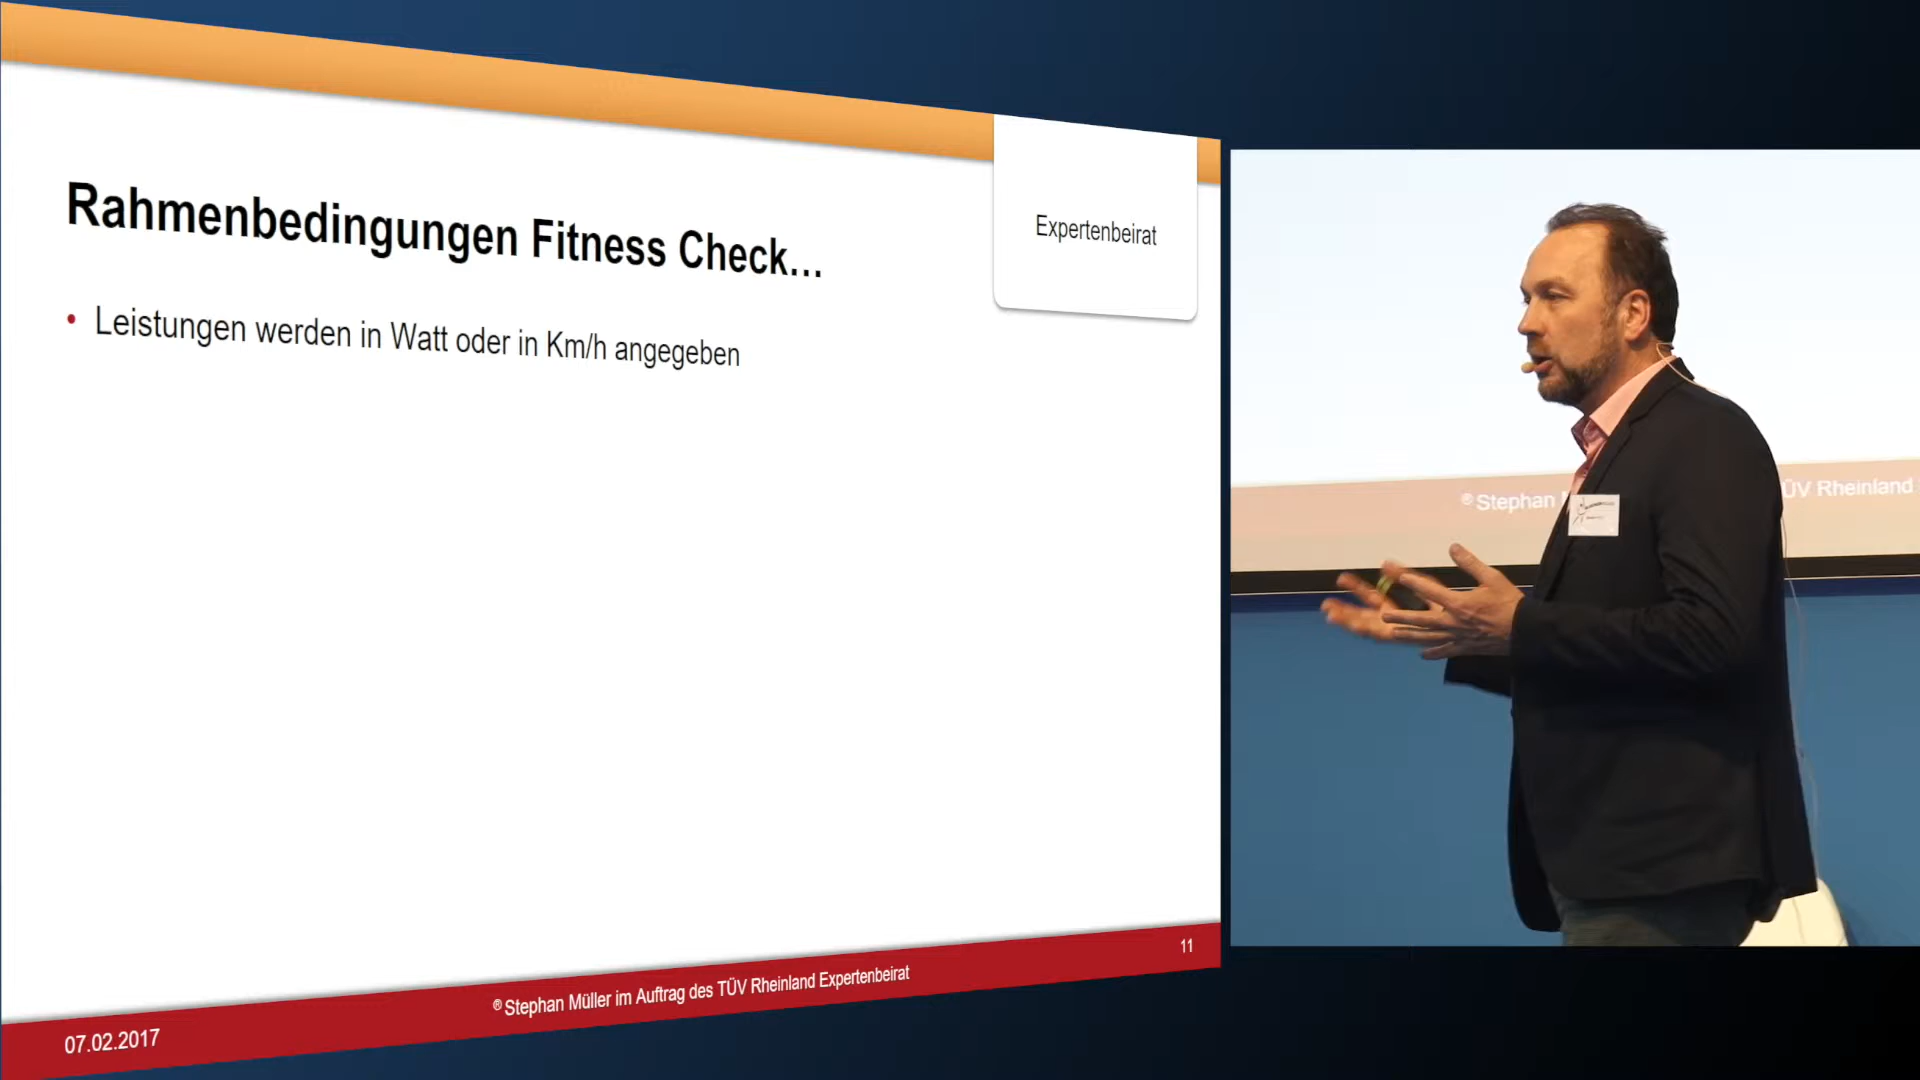 Expertenbeirat
Rahmenbedingungen Fitness Check...
• Leistungen werden in Watt oder in Km/h angegeben
11
® Stephan Müller im Auftrag des TÜV Rheinland Expertenbeirat
07.02.2017
® Stephan
ÜV Rheinland